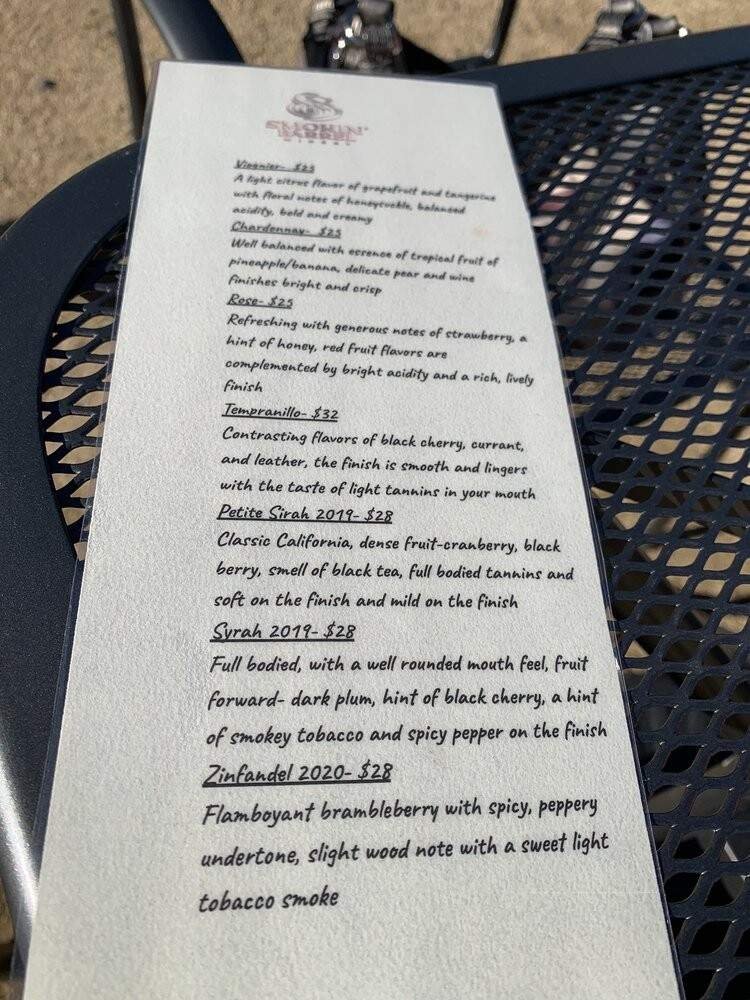 SMOKIN'
BARREL
WINERY
Viognier- $25
A light citrus flavor of grapefruit and tangerine
with floral notes of honeysuckle, balanced
acidity, bold and creamy
Chardonnay- $25
Well balanced with essence of tropical fruit of
pineapple/banana, delicate pear and wine
finishes bright and crisp
Rose- $25
Refreshing with generous notes of strawberry, a
hint of honey, red fruit flavors are
complemented by bright acidity and a rich, lively
finish
Tempranillo- $32
Contrasting flavors of black cherry, currant,
and leather, the finish is smooth and lingers
with the taste of light tannins in your mouth
Petite Sirah 2019- $28
Classic California, dense fruit-cranberry, black
berry, smell of black tea, full bodied tannins and
soft on the finish and mild on the finish
Syrah 2019- $28
Full bodied, with a well rounded mouth feel, fruit
forward- dark plum, hint of black cherry, a hint
of smokey tobacco and spicy pepper on the finish
Zinfandel 2020- $28
Flamboyant brambleberry with spicy, peppery
undertone, slight wood note with a sweet light
tobacco smoke